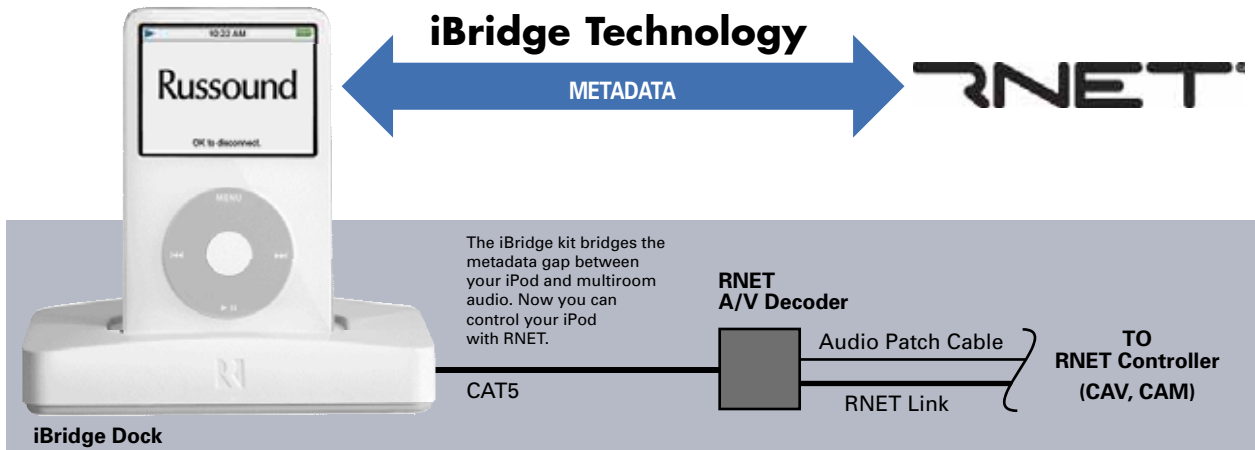 iBridge Technology
METADATA
RNET®
10:22 AM
Russound
OK to disconnect.
MENU
The iBridge kit bridges the
metadata gap between
your iPod and multiroom
audio. Now you can
control your iPod
with RNET.
RNET
A/V Decoder
Audio Patch Cable
TO
RNET Controller
(CAV, CAM)
CAT5
RNET Link
iBridge Dock